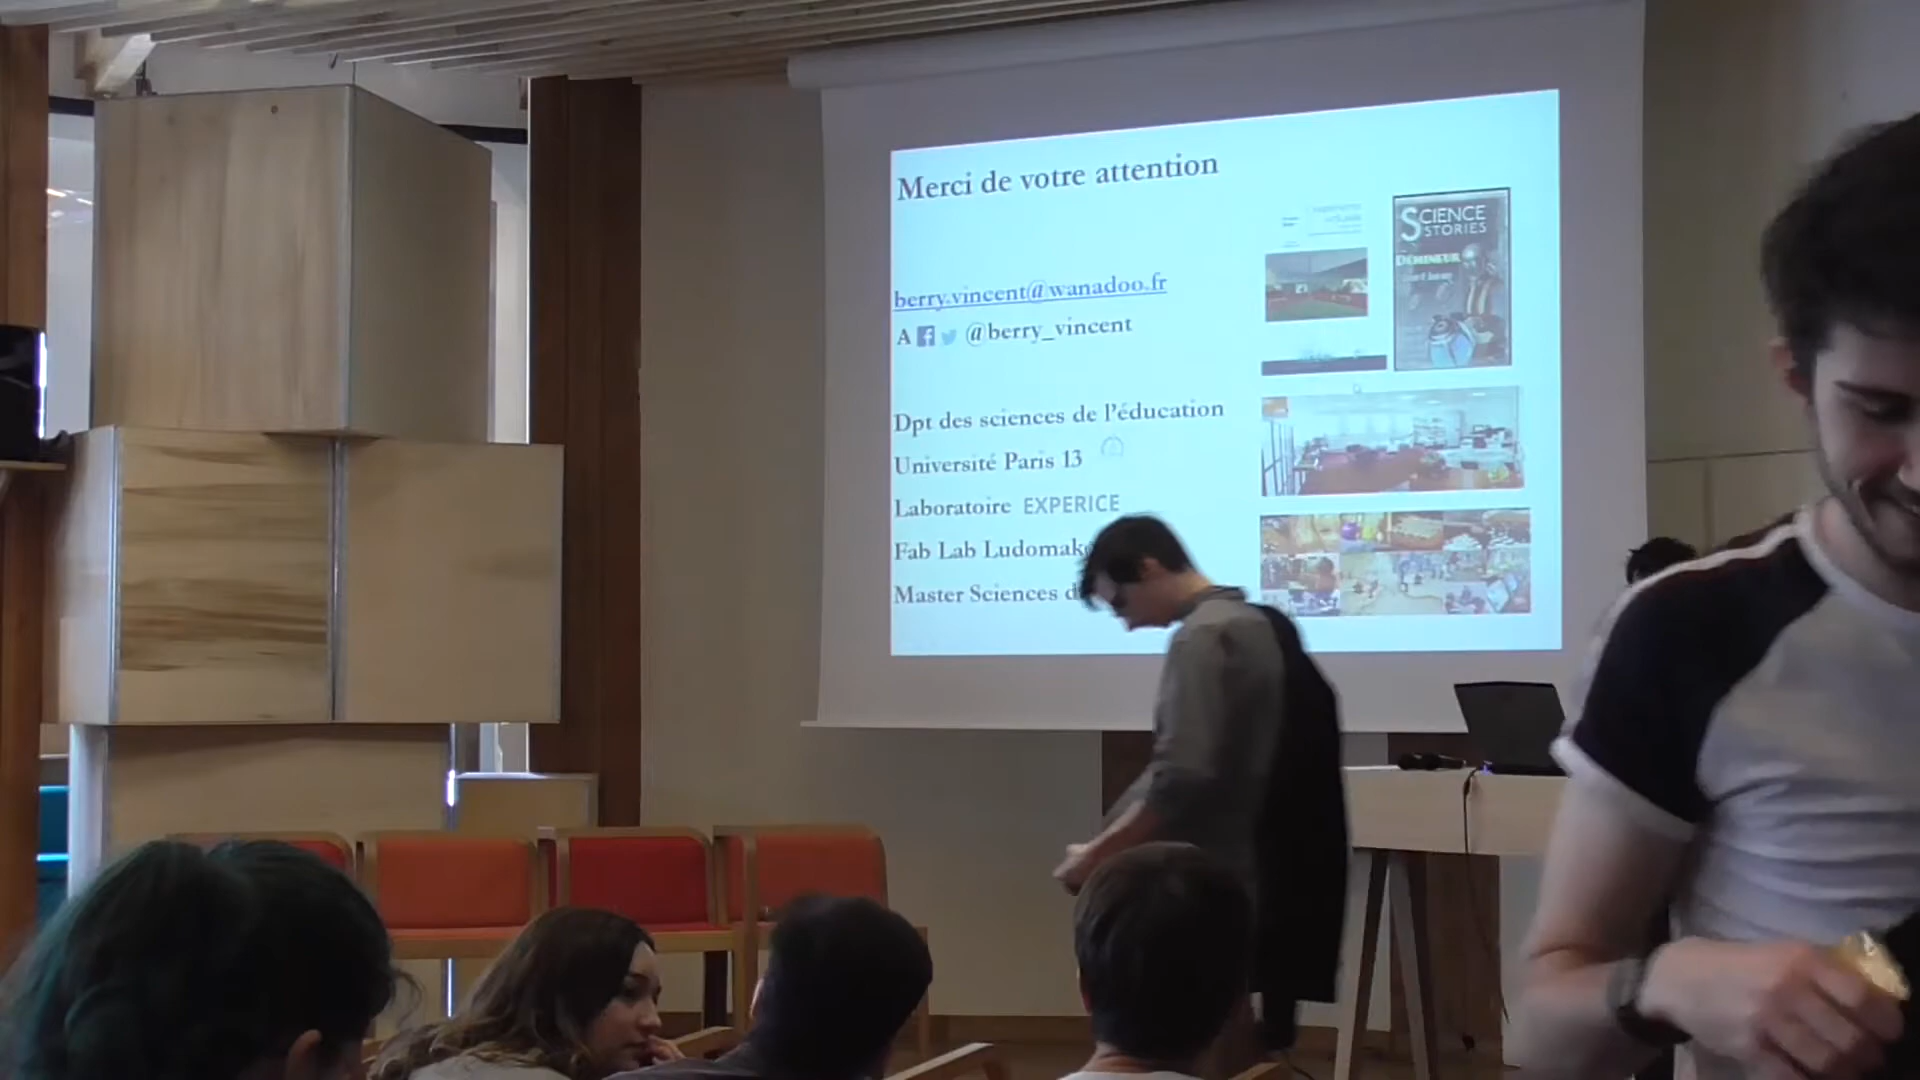 Merci de votre attention
berry.vincent@wanadoo.fr
A @berry_vincent
Dpt des sciences de l'éducation
Université Paris 13
Laboratoire EXPERICE
Fab Lab
Master Sciences
SCIENCE
STORIES
DÉMINEUR